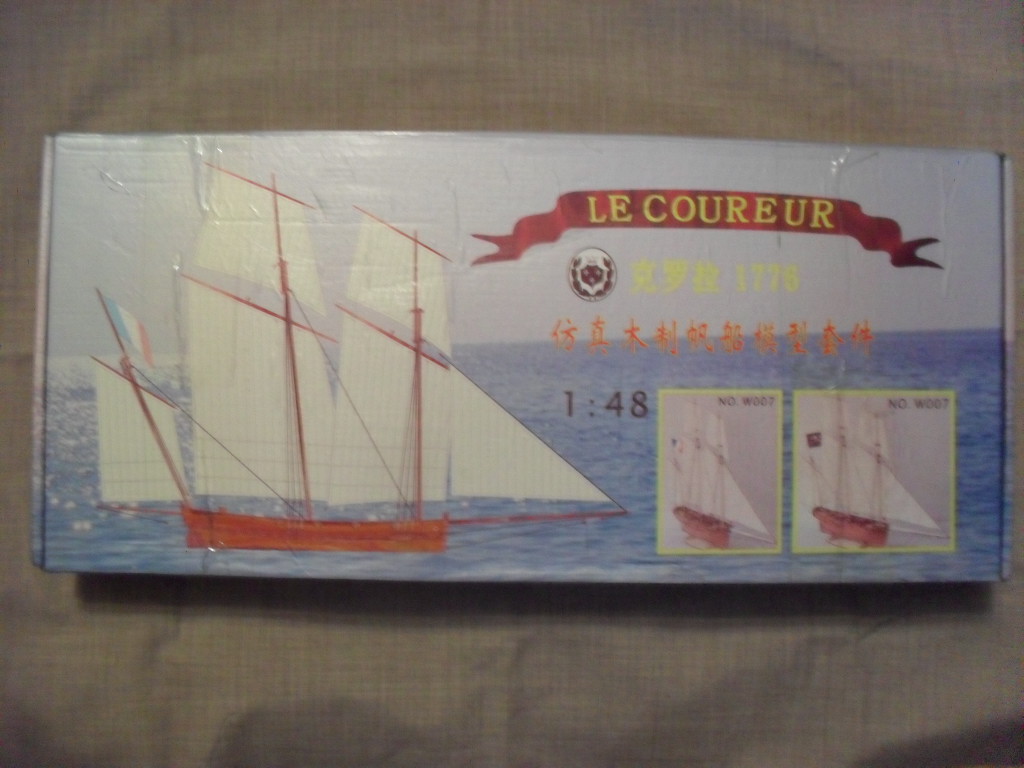 LE COUREUR
克罗拉 1776
仿真木制帆船模型套件
1:48
NO. W007
NO. W007